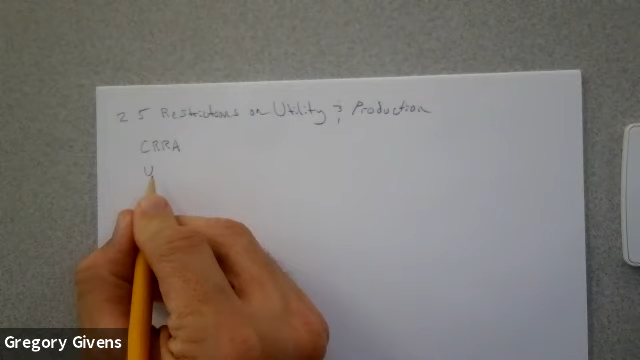 2 5 Restrictions on Utility & Production
CRRA
U
Gregory Givens